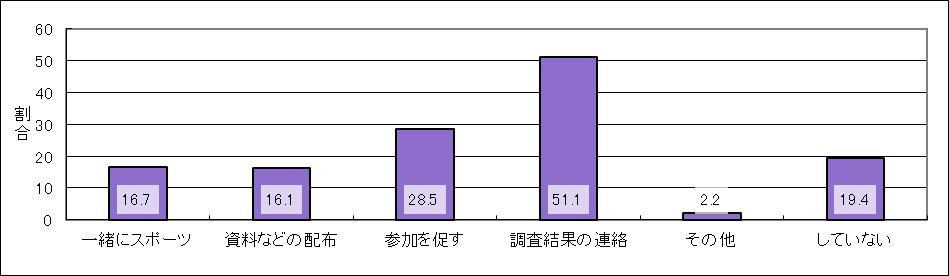 60
50
40
30
20
10
0
割合
16.7
16.1
28.5
51.1
2.2
19.4
一緒にスポーツ
資料などの配布
参加を促す
調査結果の連絡
その他
していない